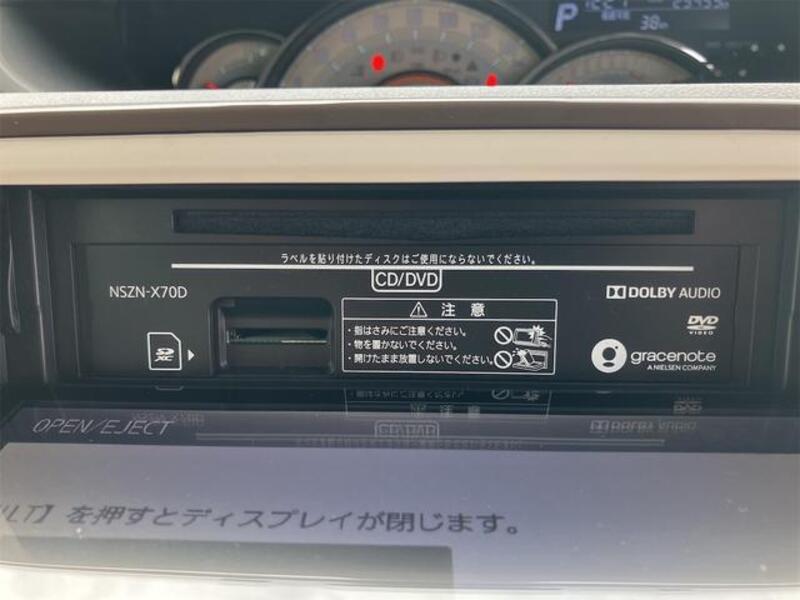 P
38
ラベルを貼り付けたディスクはご使用にならないでください。
CD/DVD
NSZN-X70D
DOLBY AUDIO
注意
・指はさみにご注意ください。
・物を置かないでください。
・開けたまま放置しないでください。
SD
XC
DVD
VIDEO
gracenote
A NIELSEN COMPANY
OPEN/EJECT
LT】を押すとディスプレイが閉じます。